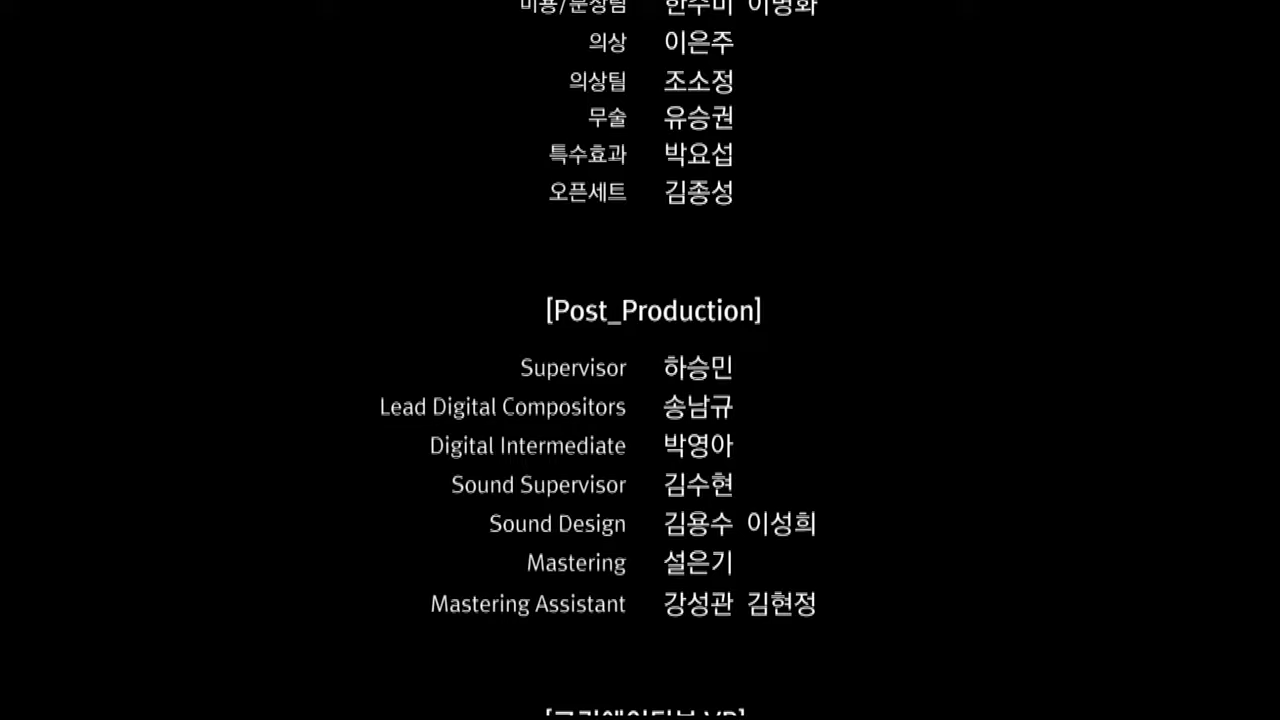 의상 이은주
의상팀 조소정
무술 유승권
특수효과 박요섭
오픈세트 김종성
[Post_Production]
Supervisor 하승민
Lead Digital Compositors 송남규
Digital Intermediate 박영아
Sound Supervisor 김수현
Sound Design 김용수 이성희
Mastering 설은기
Mastering Assistant 강성관 김현정